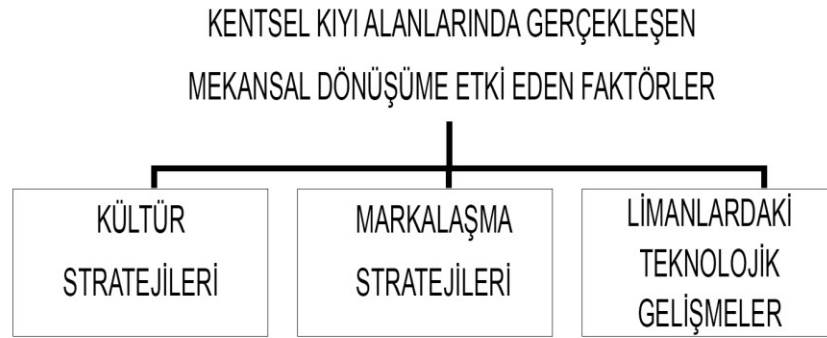 KENTSEL KIYI ALANLARINDA GERÇEKLEŞEN
MEKANSAL DÖNÜŞÜME ETKİ EDEN FAKTÖRLER
KÜLTÜR
STRATEJİLERİ
MARKALAŞMA
STRATEJİLERİ
LİMANLARDAKİ
TEKNOLOJİK
GELİŞMELER